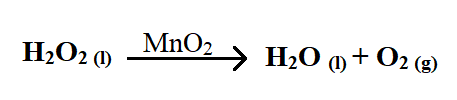 H₂O₂ (l) MnO₂ ⟶ H₂O (l) + O₂ (g)